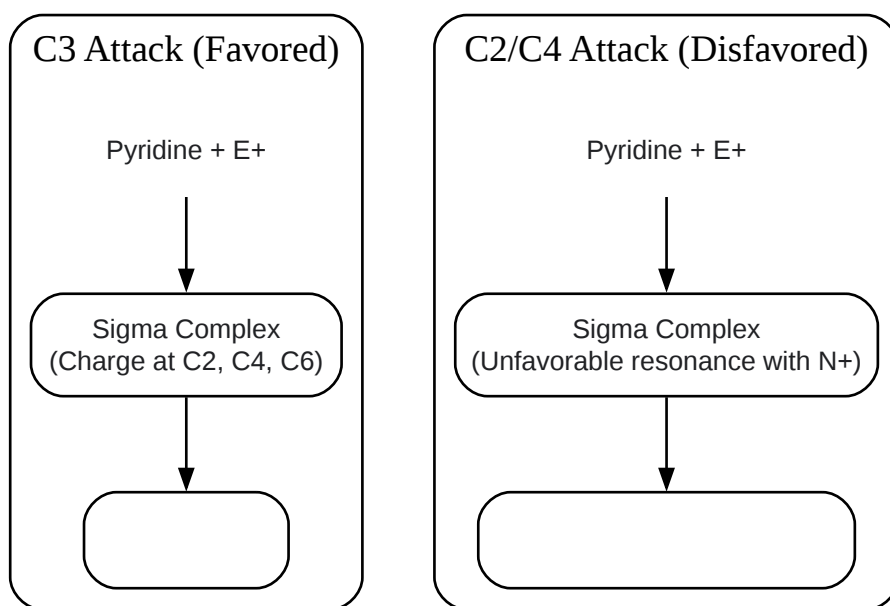 C3 Attack (Favored)
Pyridine + E+
Sigma Complex
(Charge at C2, C4, C6)
C2/C4 Attack (Disfavored)
Pyridine + E+
Sigma Complex
(Unfavorable resonance with N+)